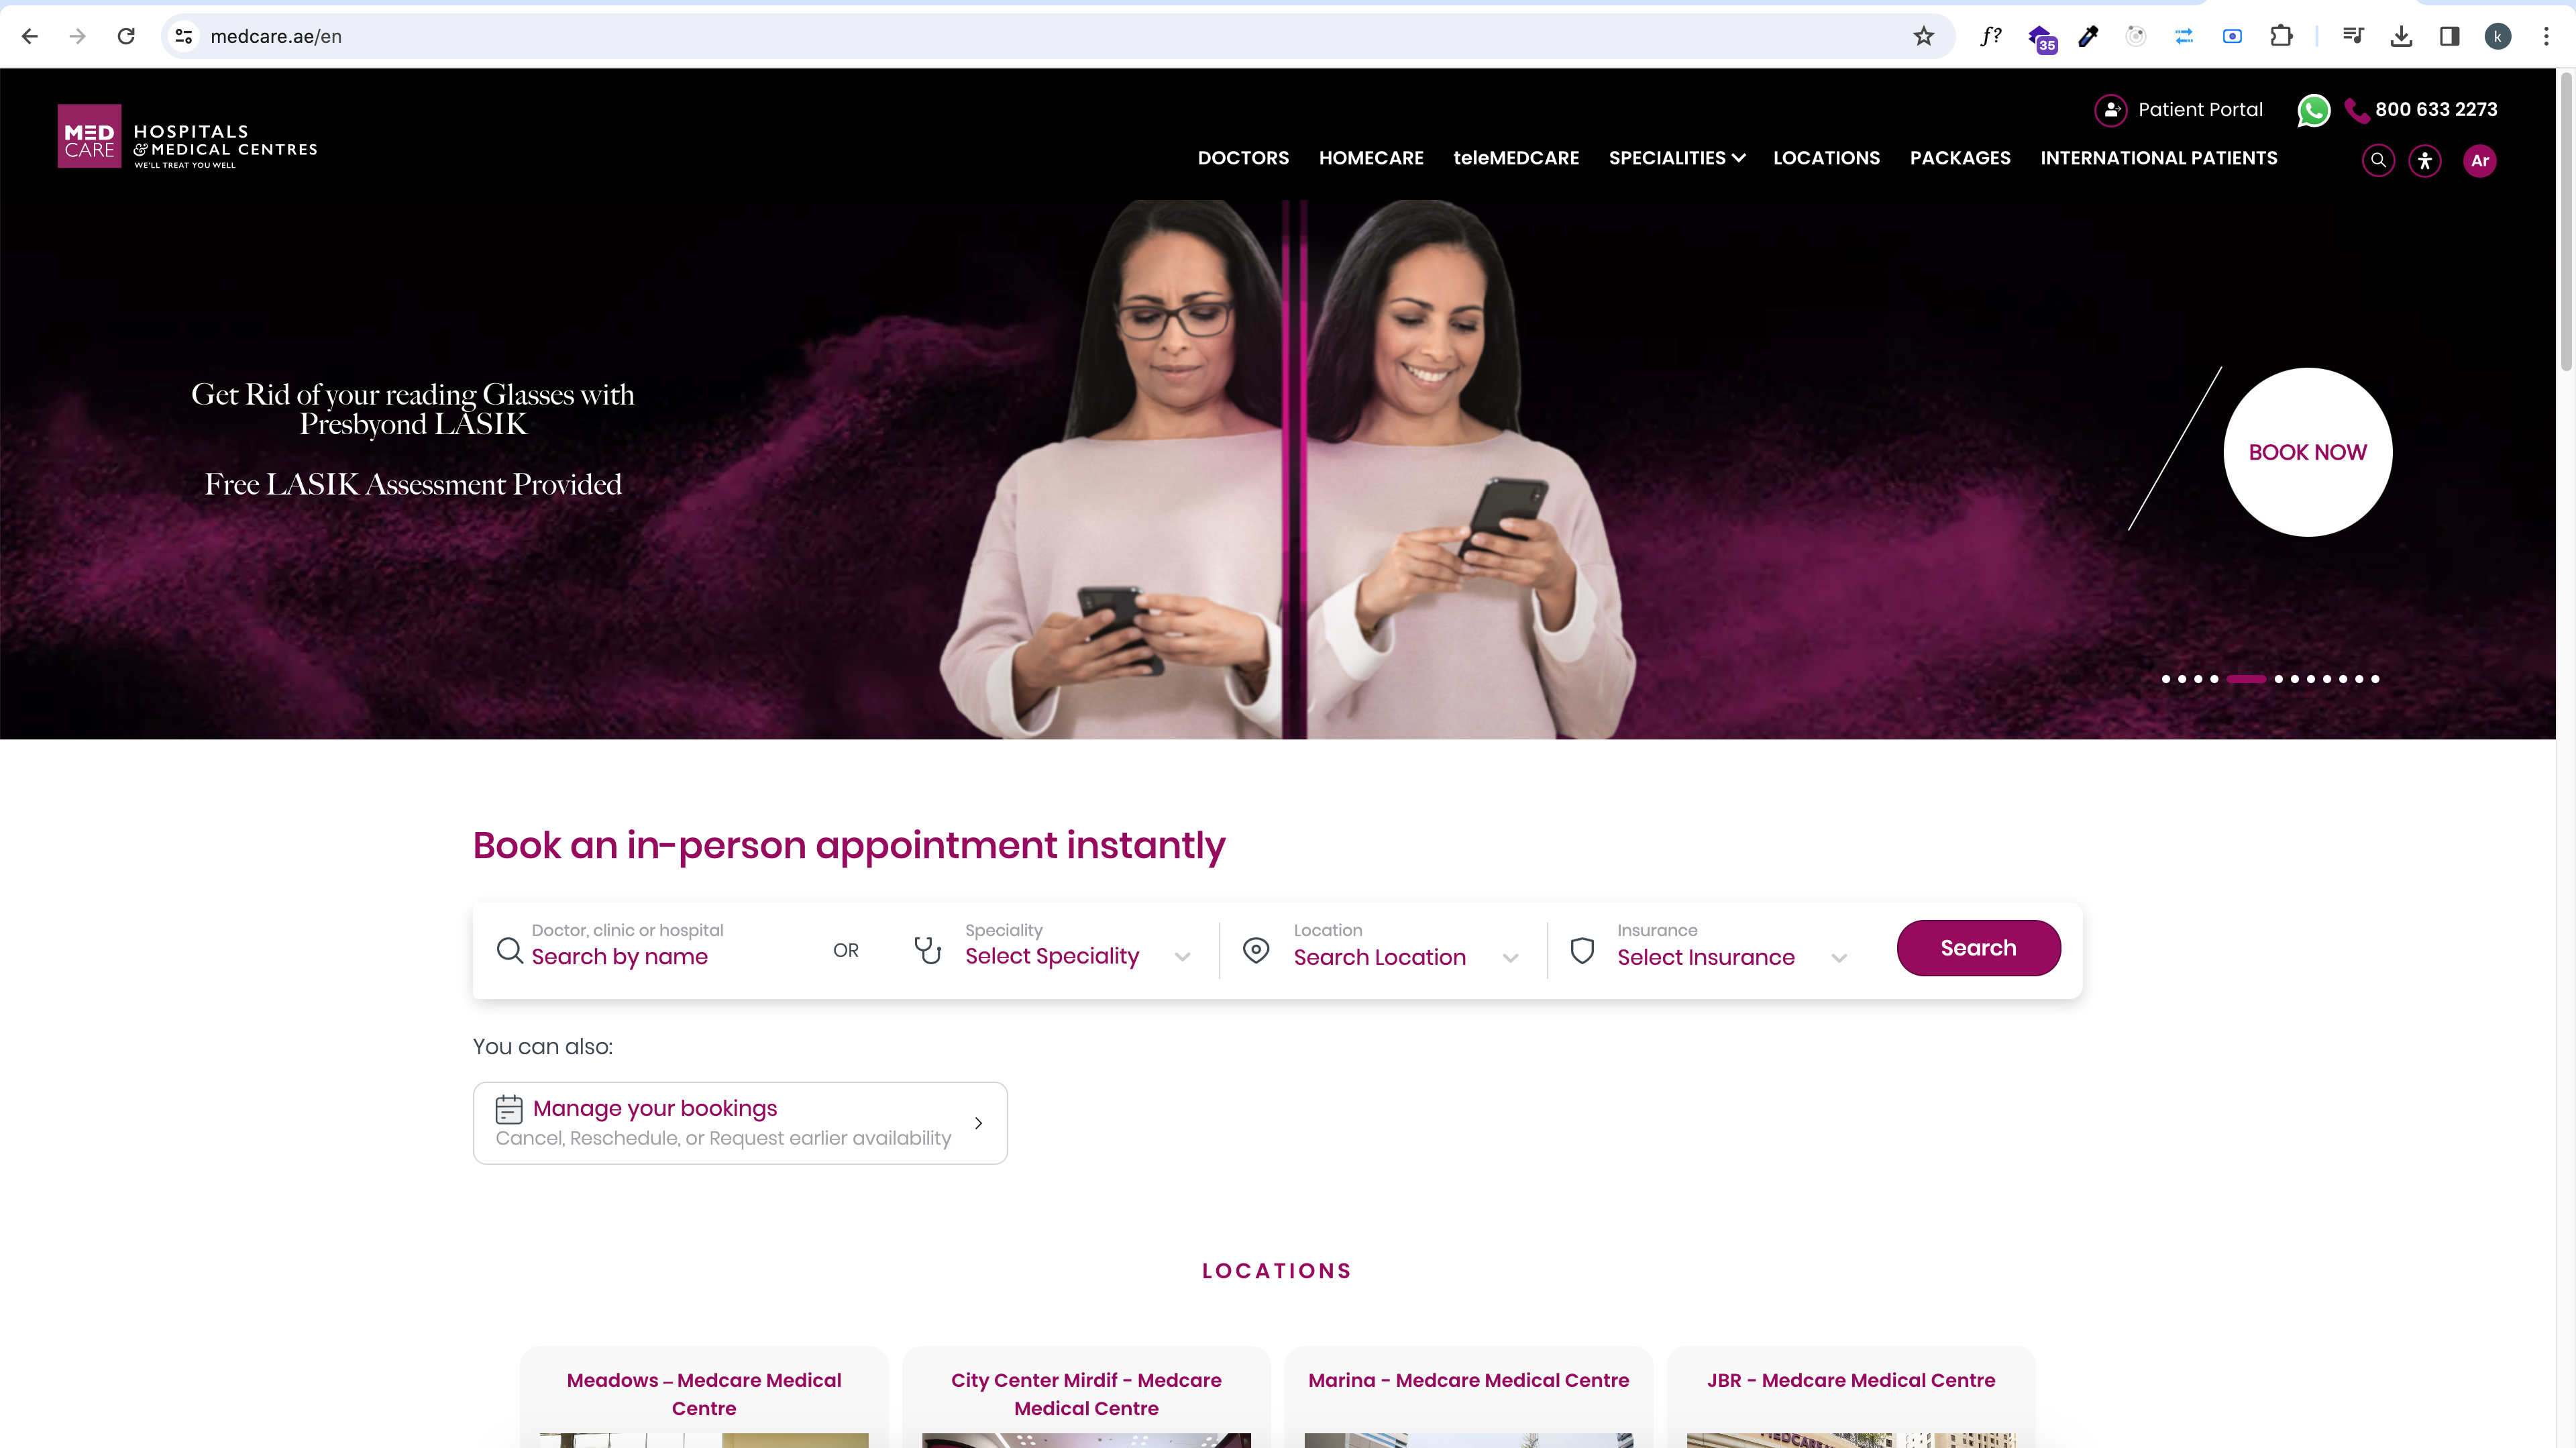 medcare.ae/en
f?
35
k
MED
CARE
HOSPITALS
& MEDICAL CENTRES
WE'LL TREAT YOU WELL
Patient Portal
800 633 2273
DOCTORS
HOMECARE
teleMEDCARE
SPECIALITIES
LOCATIONS
PACKAGES
INTERNATIONAL PATIENTS
Ar
Get Rid of your reading Glasses with
Presbyond LASIK
Free LASIK Assessment Provided
BOOK NOW
Book an in-person appointment instantly
Doctor, clinic or hospital
Search by name
OR
Speciality
Select Speciality
Location
Search Location
Insurance
Select Insurance
Search
You can also:
Manage your bookings
Cancel, Reschedule, or Request earlier availability
LOCATIONS
Meadows – Medcare Medical
Centre
City Center Mirdif - Medcare
Medical Centre
Marina - Medcare Medical Centre
JBR - Medcare Medical Centre
MEDCARE